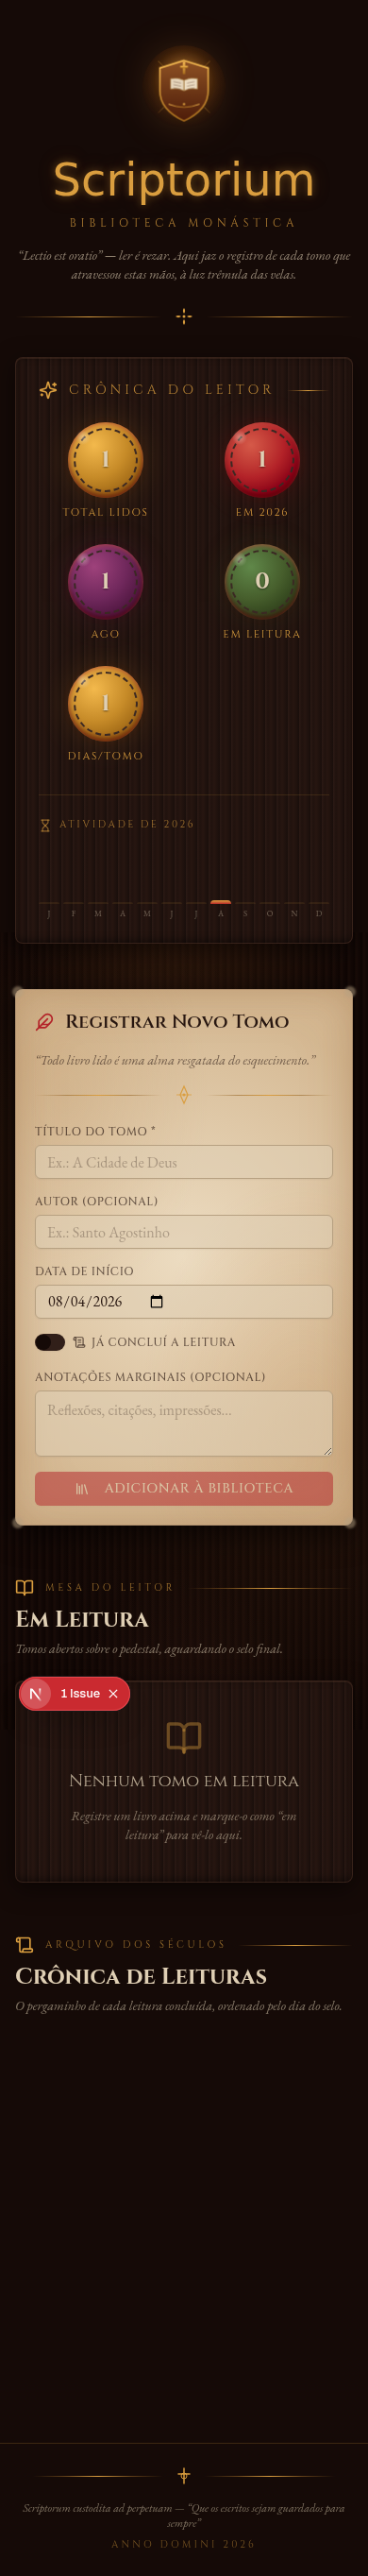 Scriptorium
BIBLIOTECA MONÁSTICA
“Lectio est oratio” — ler é rezar. Aqui jaz o registro de cada tomo que
atravessou estas mãos, à luz trêmula das velas.
CRÔNICA DO LEITOR
1
1
TOTAL LIDOS
EM 2026
1
0
AGO
EM LEITURA
1
DIAS/TOMO
ATIVIDADE DE 2026
J F M A M J J A S O N D
Registrar Novo Tomo
“Todo livro lido é uma alma resgatada do esquecimento.”
TÍTULO DO TOMO *
Ex.: A Cidade de Deus
AUTOR (OPCIONAL)
Ex.: Santo Agostinho
DATA DE INÍCIO
08/04/2026
JÁ CONCLUÍ A LEITURA
ANOTAÇÕES MARGINAIS (OPCIONAL)
Reflexões, citações, impressões...
ADICIONAR À BIBLIOTECA
MESA DO LEITOR
Em Leitura
Tomos abertos sobre o pedestal, aguardando o selo final.
N 1 Issue
Nenhum tomo em leitura
Registre um livro acima e marque-o como “em
leitura” para vê-lo aqui.
ARQUIVO DOS SÉCULOS
Crônica de Leituras
O pergaminho de cada leitura concluída, ordenado pelo dia do selo.
Scriptorium custodita ad perpetuam — “Que os escritos sejam guardados para
sempre”
ANNO DOMINI 2026